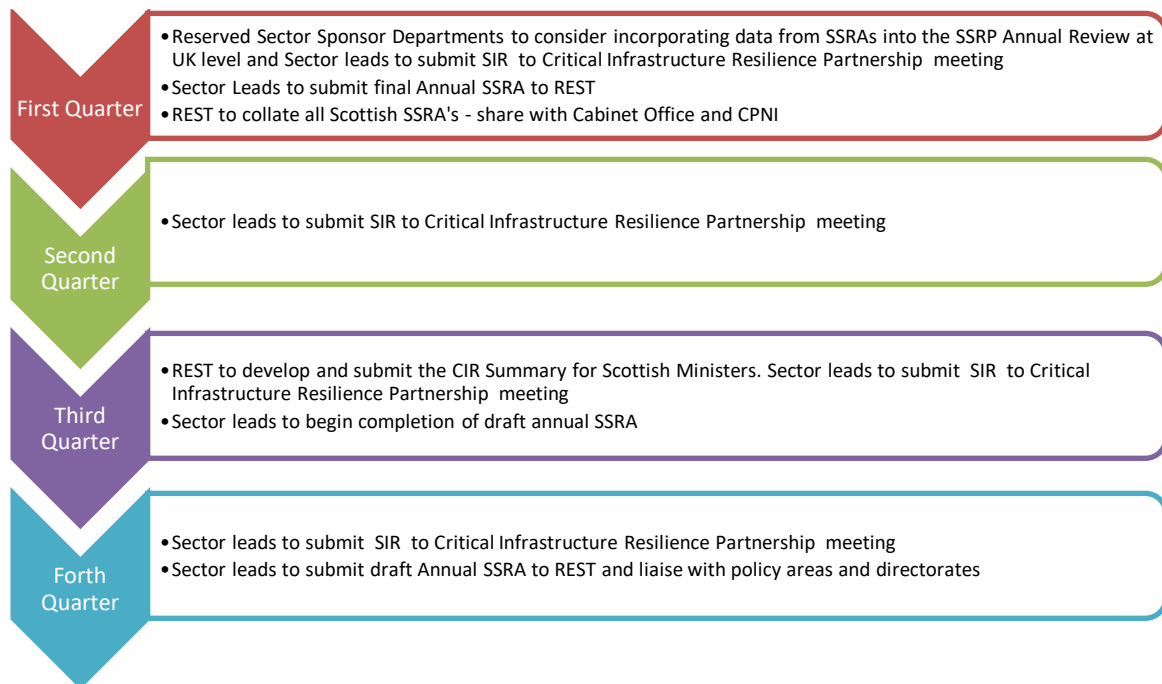 First Quarter
•Reserved Sector Sponsor Departments to consider incorporating data from SSRAs into the SSRP Annual Review at
UK level and Sector leads to submit SIR to Critical Infrastructure Resilience Partnership meeting
•Sector Leads to submit final Annual SSRA to REST
•REST to collate all Scottish SSRA's - share with Cabinet Office and CPNI
Second
Quarter
•Sector leads to submit SIR to Critical Infrastructure Resilience Partnership meeting
Third
Quarter
•REST to develop and submit the CIR Summary for Scottish Ministers. Sector leads to submit SIR to Critical
Infrastructure Resilience Partnership meeting
•Sector leads to begin completion of draft annual SSRA
Forth
Quarter
•Sector leads to submit SIR to Critical Infrastructure Resilience Partnership meeting
•Sector leads to submit draft Annual SSRA to REST and liaise with policy areas and directorates